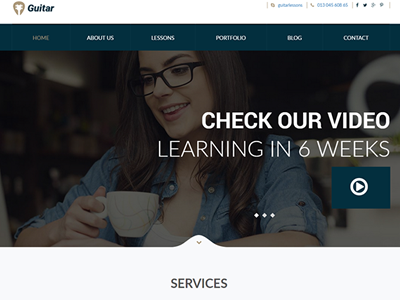 Guitar
guitarlessons
013 045 608 65
HOME ABOUT US LESSONS PORTFOLIO BLOG CONTACT
CHECK OUR VIDEO
LEARNING IN 6 WEEKS
SERVICES